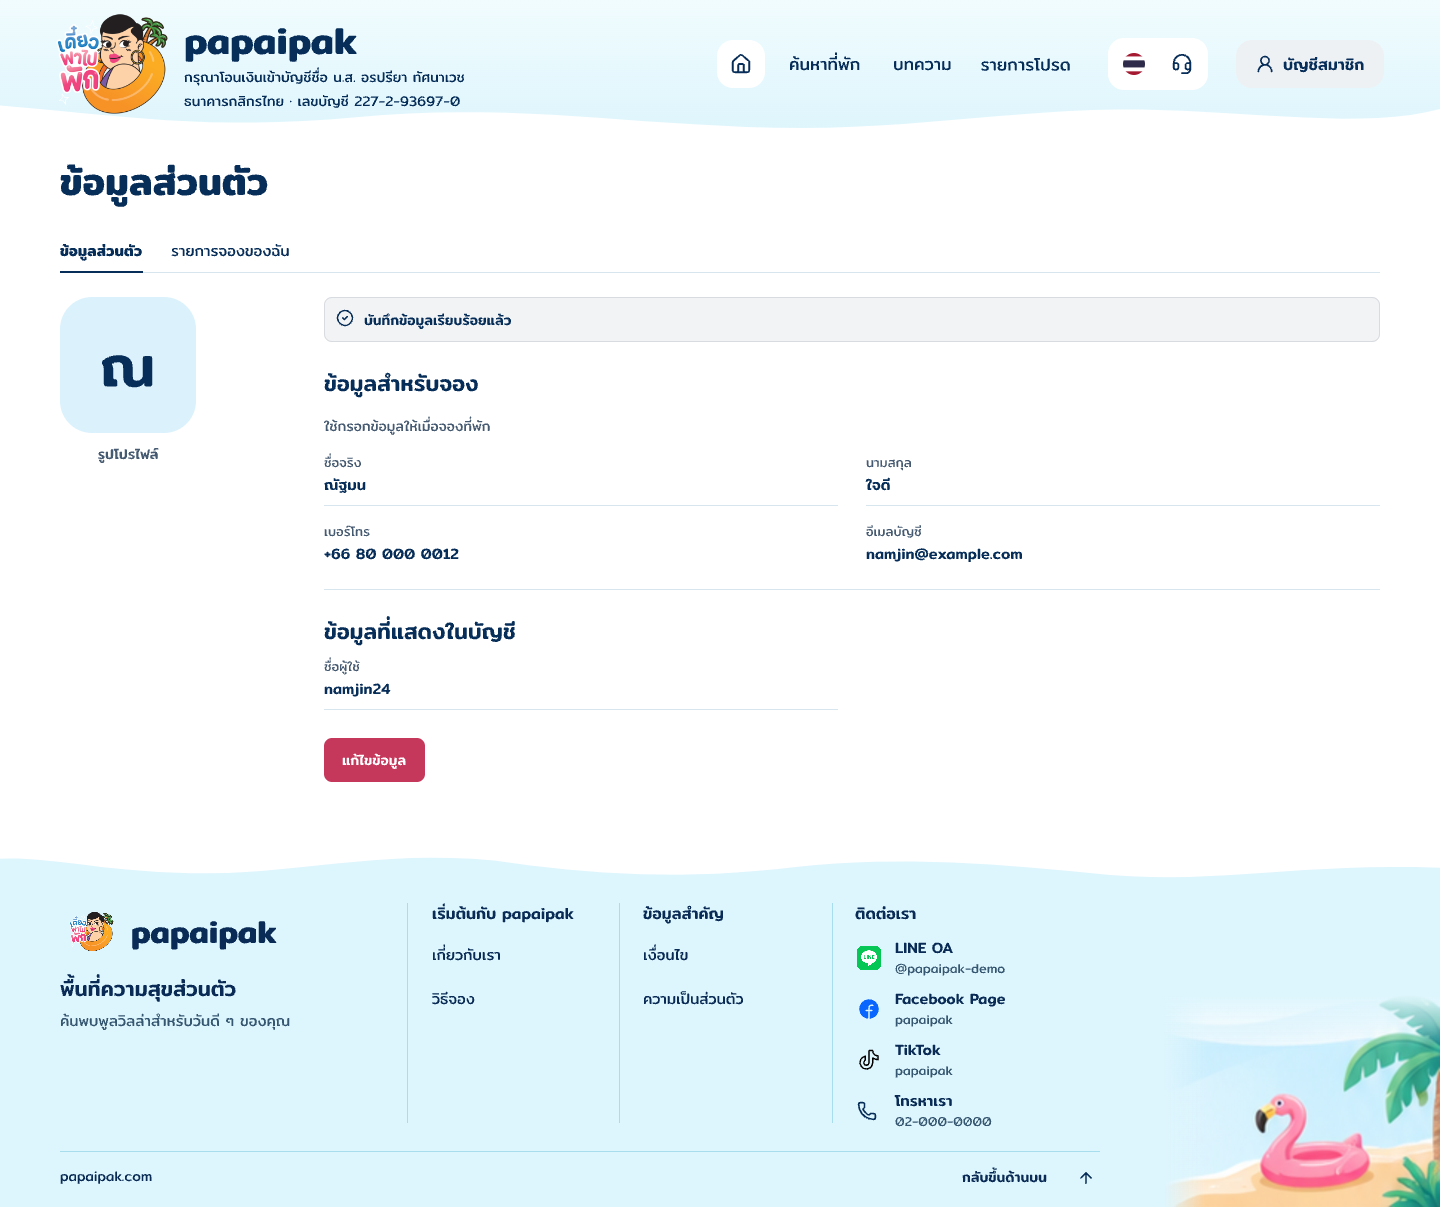 เดี๋ยว
พาไป
พัก
papaipak
กรุณาโอนเงินเข้าบัญชีชื่อ น.ส. อรปรียา ทัศนาเวช
ธนาคารกสิกรไทย · เลขบัญชี 227-2-93697-0
ค้นหาที่พัก
บทความ
รายการโปรด
บัญชีสมาชิก
ข้อมูลส่วนตัว
ข้อมูลส่วนตัว
รายการจองของฉัน
ณ
รูปโปรไฟล์
บันทึกข้อมูลเรียบร้อยแล้ว
ข้อมูลสำหรับจอง
ใช้กรอกข้อมูลให้เมื่อจองที่พัก
ชื่อจริง
ณัฐมน
นามสกุล
ใจดี
เบอร์โทร
+66 80 000 0012
อีเมลบัญชี
namjin@example.com
ข้อมูลที่แสดงในบัญชี
ชื่อผู้ใช้
namjin24
แก้ไขข้อมูล
เดี๋ยว
พาไป
พัก
papaipak
พื้นที่ความสุขส่วนตัว
ค้นพบพูลวิลล่าสำหรับวันดี ๆ ของคุณ
เริ่มต้นกับ papaipak
เกี่ยวกับเรา
วิธีจอง
ข้อมูลสำคัญ
เงื่อนไข
ความเป็นส่วนตัว
ติดต่อเรา
LINE
LINE OA
@papaipak-demo
Facebook Page
papaipak
TikTok
papaipak
โทรหาเรา
02-000-0000
papaipak.com
กลับขึ้นด้านบน